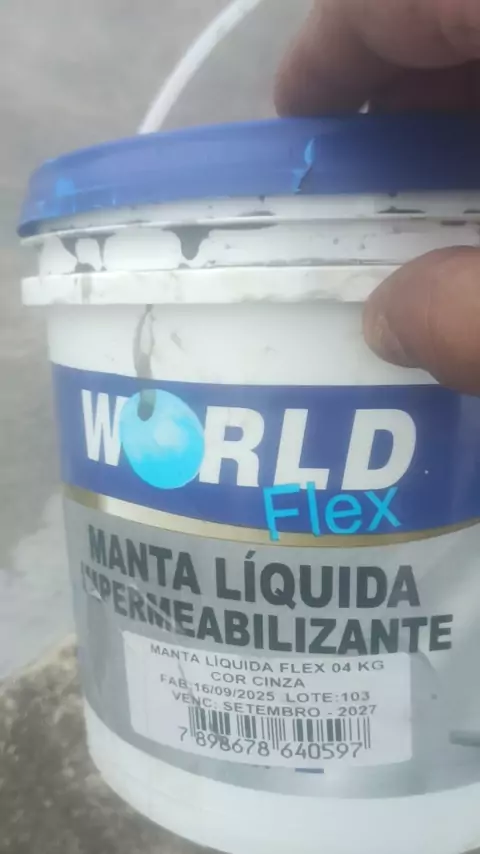 WORLD
Flex
MANTA LÍQUIDA
IMPERMEABILIZANTE
MANTA LÍQUIDA FLEX 04 KG
COR CINZA
FAB:16/09/2025 LOTE:103
VENC: SETEMBRO - 2027
7 898678 640597